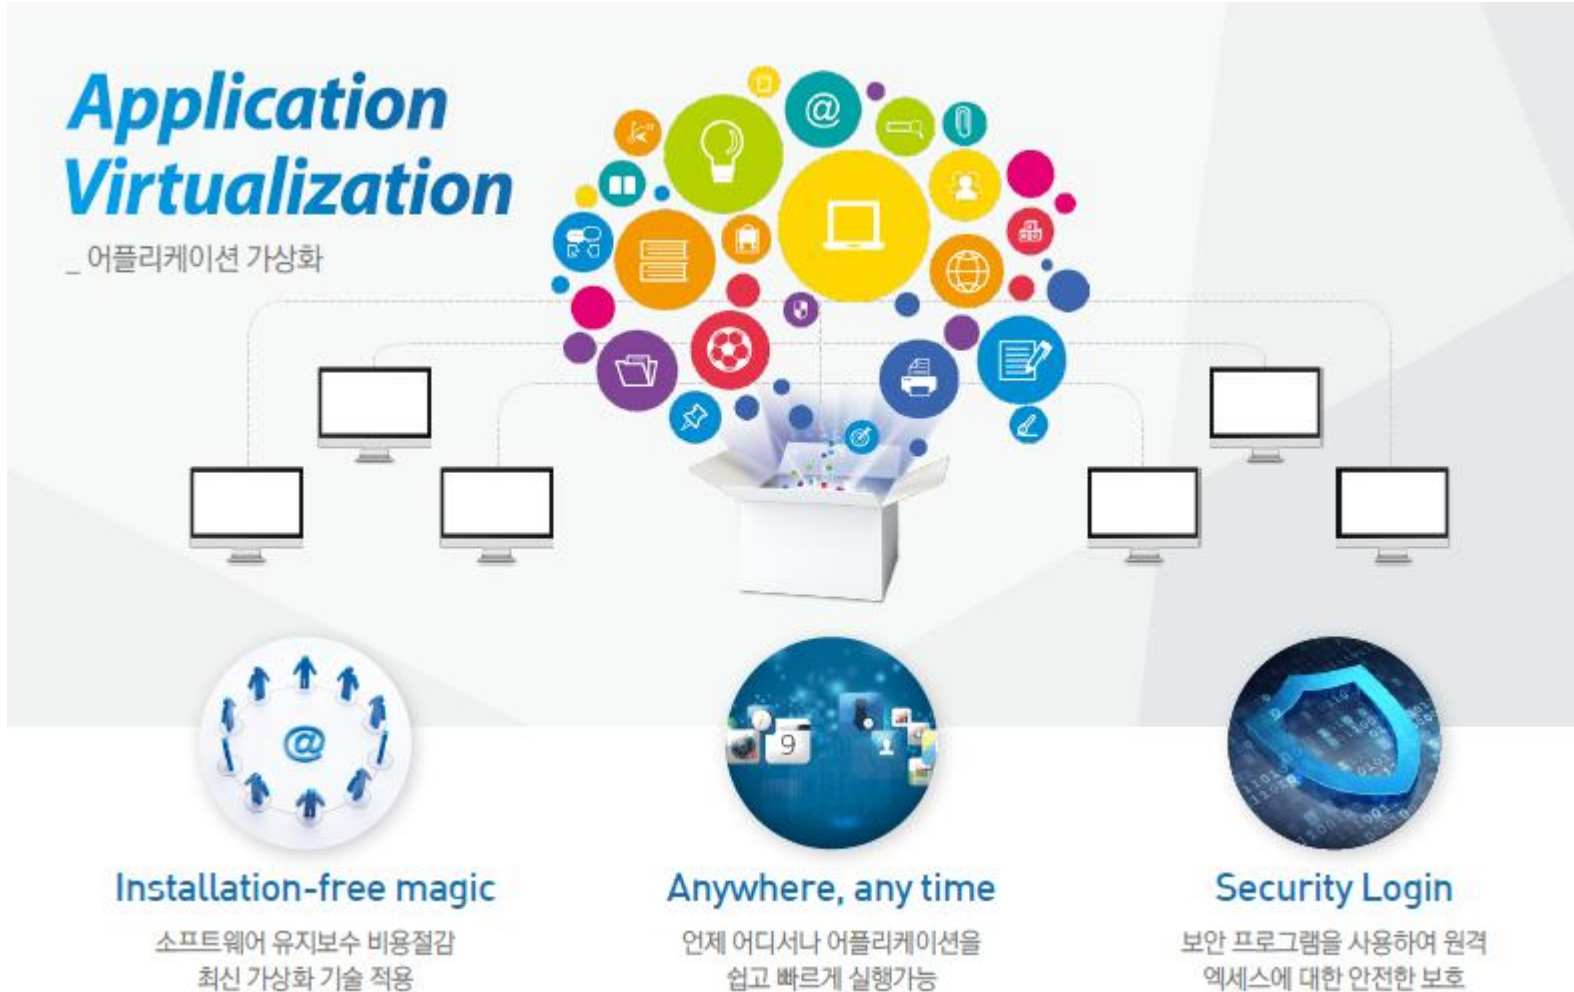 Application
Virtualization
_ 어플리케이션 가상화
@
@
9
Installation-free magic
소프트웨어 유지보수 비용절감
최신 가상화 기술 적용
Anywhere, any time
언제 어디서나 어플리케이션을
쉽고 빠르게 실행가능
Security Login
보안 프로그램을 사용하여 원격
엑세스에 대한 안전한 보호